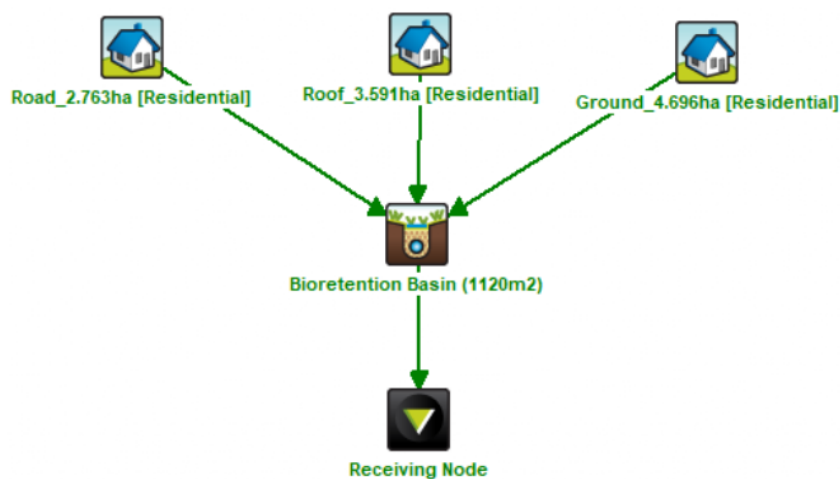 Road_2.763ha [Residential]
Roof_3.591ha [Residential]
Ground_4.696ha [Residential]
Bioretention Basin (1120m2)
Receiving Node